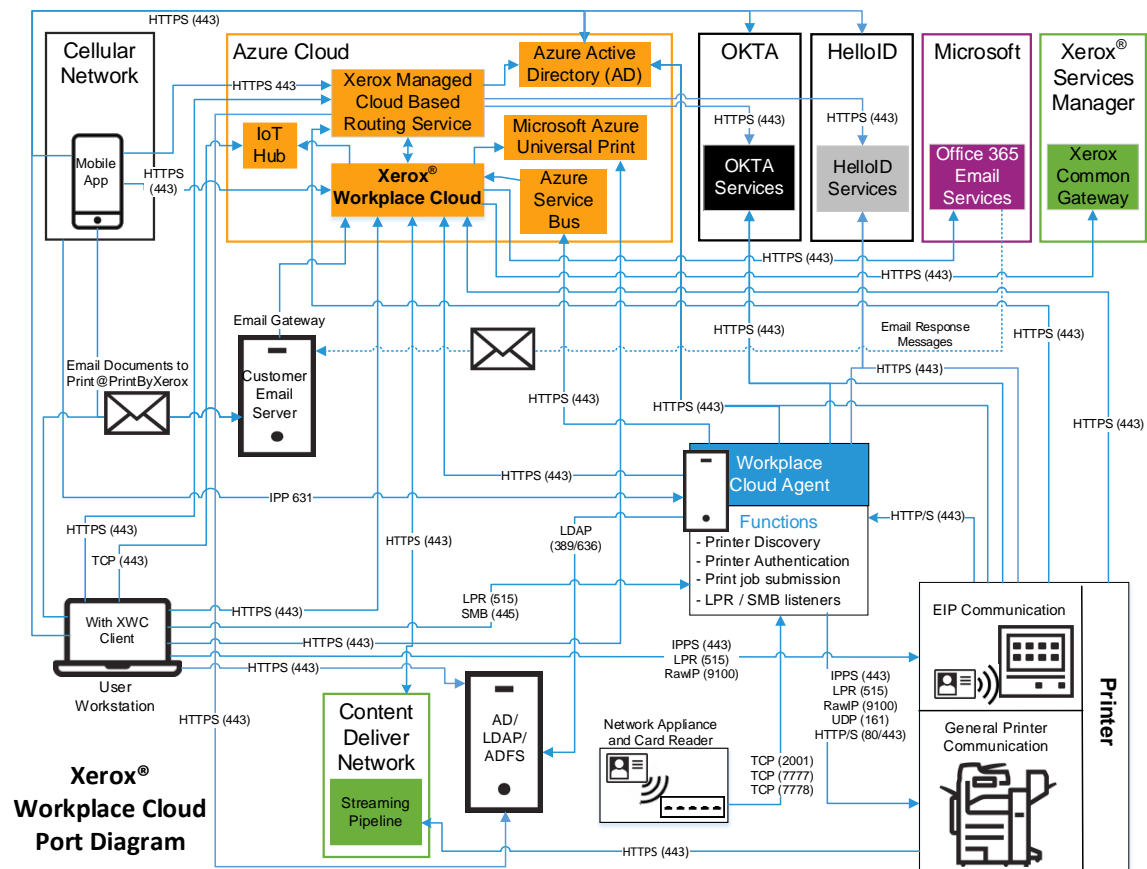 HTTPS (443)
Cellular
Network
Mobile
App
HTTPS 443
HTTPS
(443)
Azure Cloud
Xerox Managed
Cloud Based
Routing Service
Azure Active
Directory (AD)
IoT
Hub
Microsoft Azure
Universal Print
Xerox®
Workplace Cloud
Azure
Service
Bus
OKTA
HTTPS (443)
OKTA
Services
HelloID
HTTPS (443)
HelloID
Services
Microsoft
Office 365
Email
Services
Xerox®
Services
Manager
Xerox
Common
Gateway
HTTPS (443)
HTTPS (443)
Email Gateway
Customer
Email
Server
Email Documents to
Print@PrintByXerox
Email Response
Messages
HTTPS (443)
HTTPS (443)
HTTPS (443)
HTTPS
(443)
HTTPS (443)
HTTPS (443)
HTTPS (443)
IPP 631
Workplace
Cloud Agent
Functions
- Printer Discovery
- Printer Authentication
- Print job submission
- LPR / SMB listeners
HTTP/S (443)
HTTPS (443)
TCP (443)
HTTPS (443)
LDAP
(389/636)
With XWC
Client
User
Workstation
HTTPS (443)
LPR (515)
SMB (445)
HTTPS (443)
HTTPS (443)
HTTPS (443)
IPPS (443)
LPR (515)
RawIP (9100)
IPPS (443)
LPR (515)
RawIP (9100)
UDP (161)
HTTP/S (80/443)
EIP Communication
General Printer
Communication
Printer
Content
Deliver
Network
Streaming
Pipeline
AD/
LDAP/
ADFS
Network Appliance
and Card Reader
TCP (2001)
TCP (7777)
TCP (7778)
HTTPS (443)
Xerox®
Workplace Cloud
Port Diagram